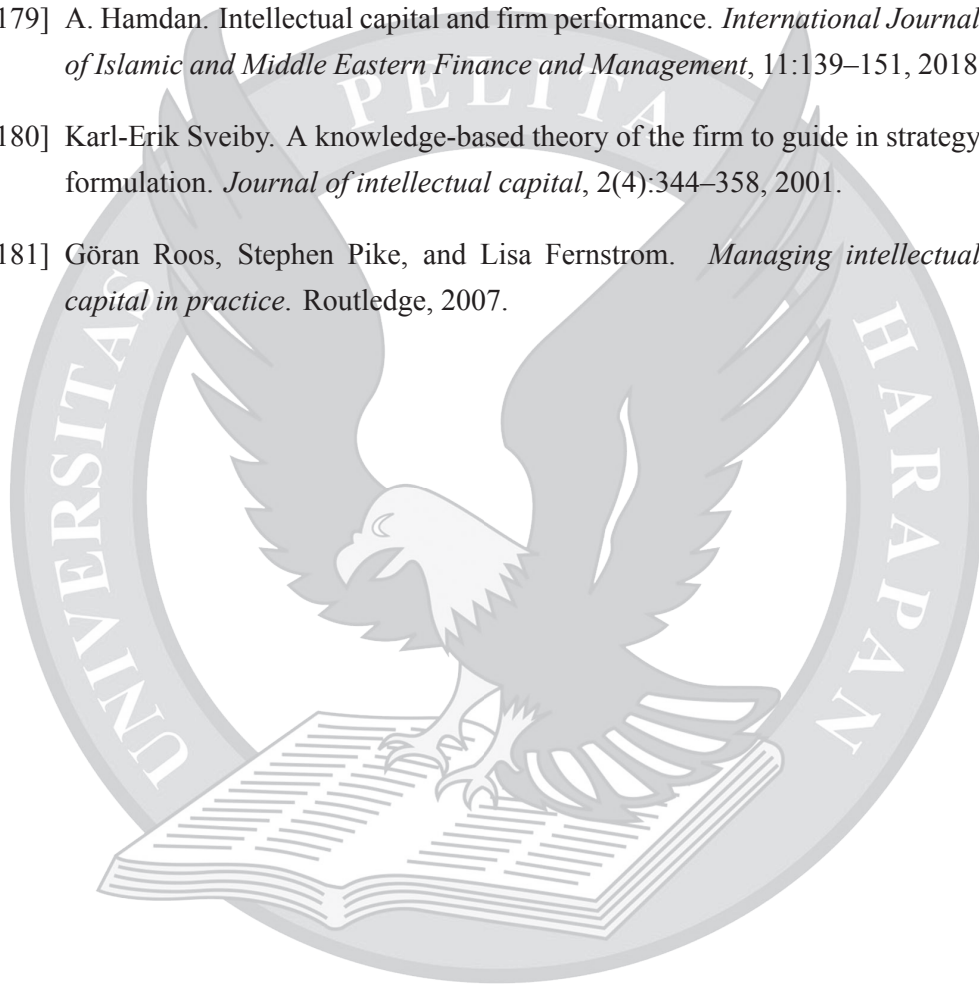 179] A. Hamdan. Intellectual capital and firm performance. International Journal
of Islamic and Middle Eastern Finance and Management, 11:139–151, 2018
180] Karl-Erik Sveiby. A knowledge-based theory of the firm to guide in strategy
formulation. Journal of intellectual capital, 2(4):344–358, 2001.
181] Göran Roos, Stephen Pike, and Lisa Fernstrom. Managing intellectual
capital in practice. Routledge, 2007.
UNIVERSITAS
PELITA
HARAPAN